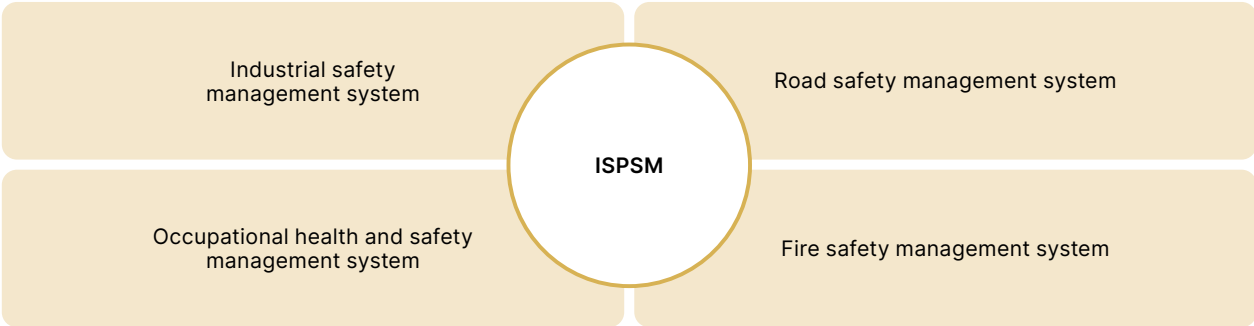 Industrial safety
management system
Road safety management system
ISPSM
Occupational health and safety
management system
Fire safety management system